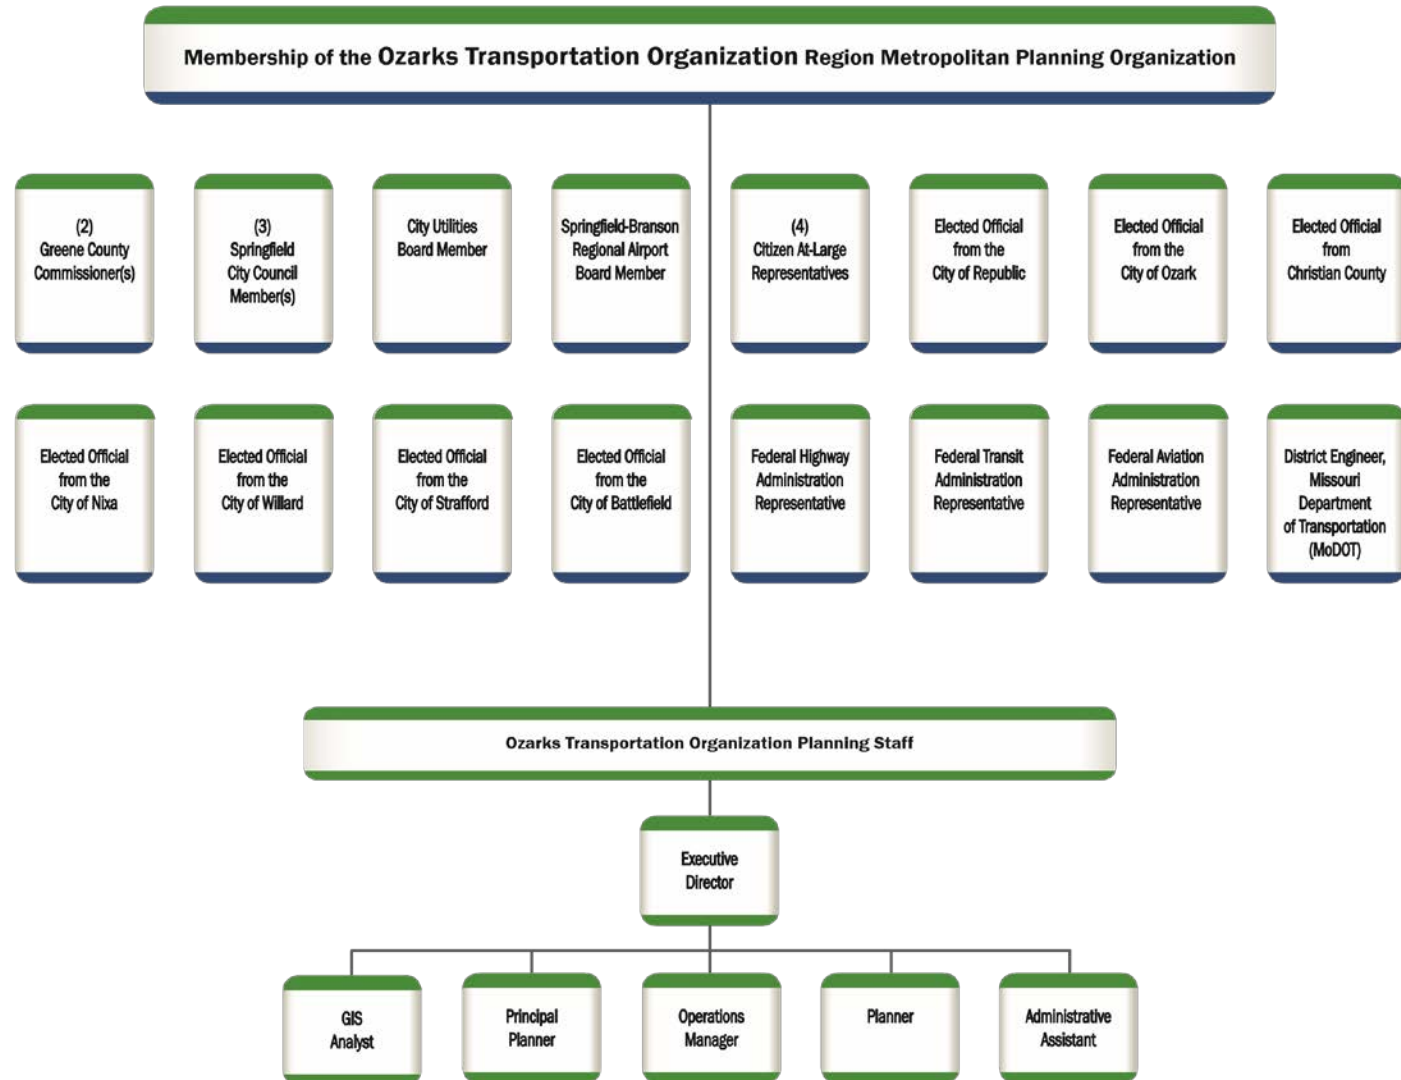 Membership of the Ozarks Transportation Organization Region Metropolitan Planning Organization
(2)
Greene County
Commissioner(s)
(3)
Springfield
City Council
Member(s)
City Utilities
Board Member
Springfield-Branson
Regional Airport
Board Member
(4)
Citizen At-Large
Representatives
Elected Official
from the
City of Republic
Elected Official
from the
City of Ozark
Elected Official
from
Christian County
Elected Official
from the
City of Nixa
Elected Official
from the
City of Willard
Elected Official
from the
City of Strafford
Elected Official
from the
City of Battlefield
Federal Highway
Administration
Representative
Federal Transit
Administration
Representative
Federal Aviation
Administration
Representative
District Engineer,
Missouri
Department
of Transportation
(MoDOT)
Ozarks Transportation Organization Planning Staff
Executive
Director
GIS
Analyst
Principal
Planner
Operations
Manager
Planner
Administrative
Assistant